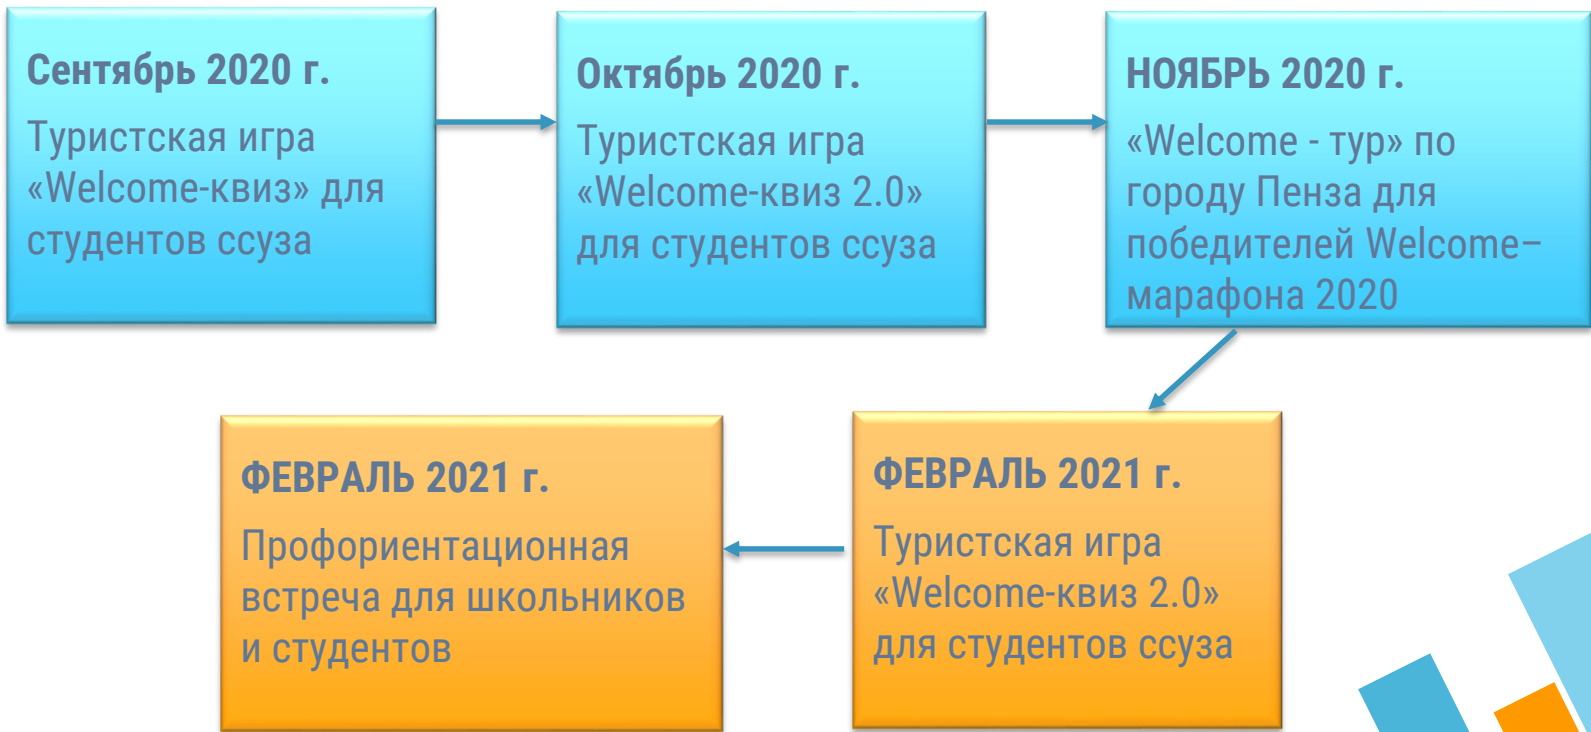 Сентябрь 2020 г.
Туристская игра
«Welcome-квиз» для
студентов ссуза
Октябрь 2020 г.
Туристская игра
«Welcome-квиз 2.0»
для студентов ссуза
НОЯБРЬ 2020 г.
«Welcome - тур» по
городу Пенза для
победителей Welcome–
марафона 2020
ФЕВРАЛЬ 2021 г.
Туристская игра
«Welcome-квиз 2.0»
для студентов ссуза
ФЕВРАЛЬ 2021 г.
Профориентационная
встреча для школьников
и студентов